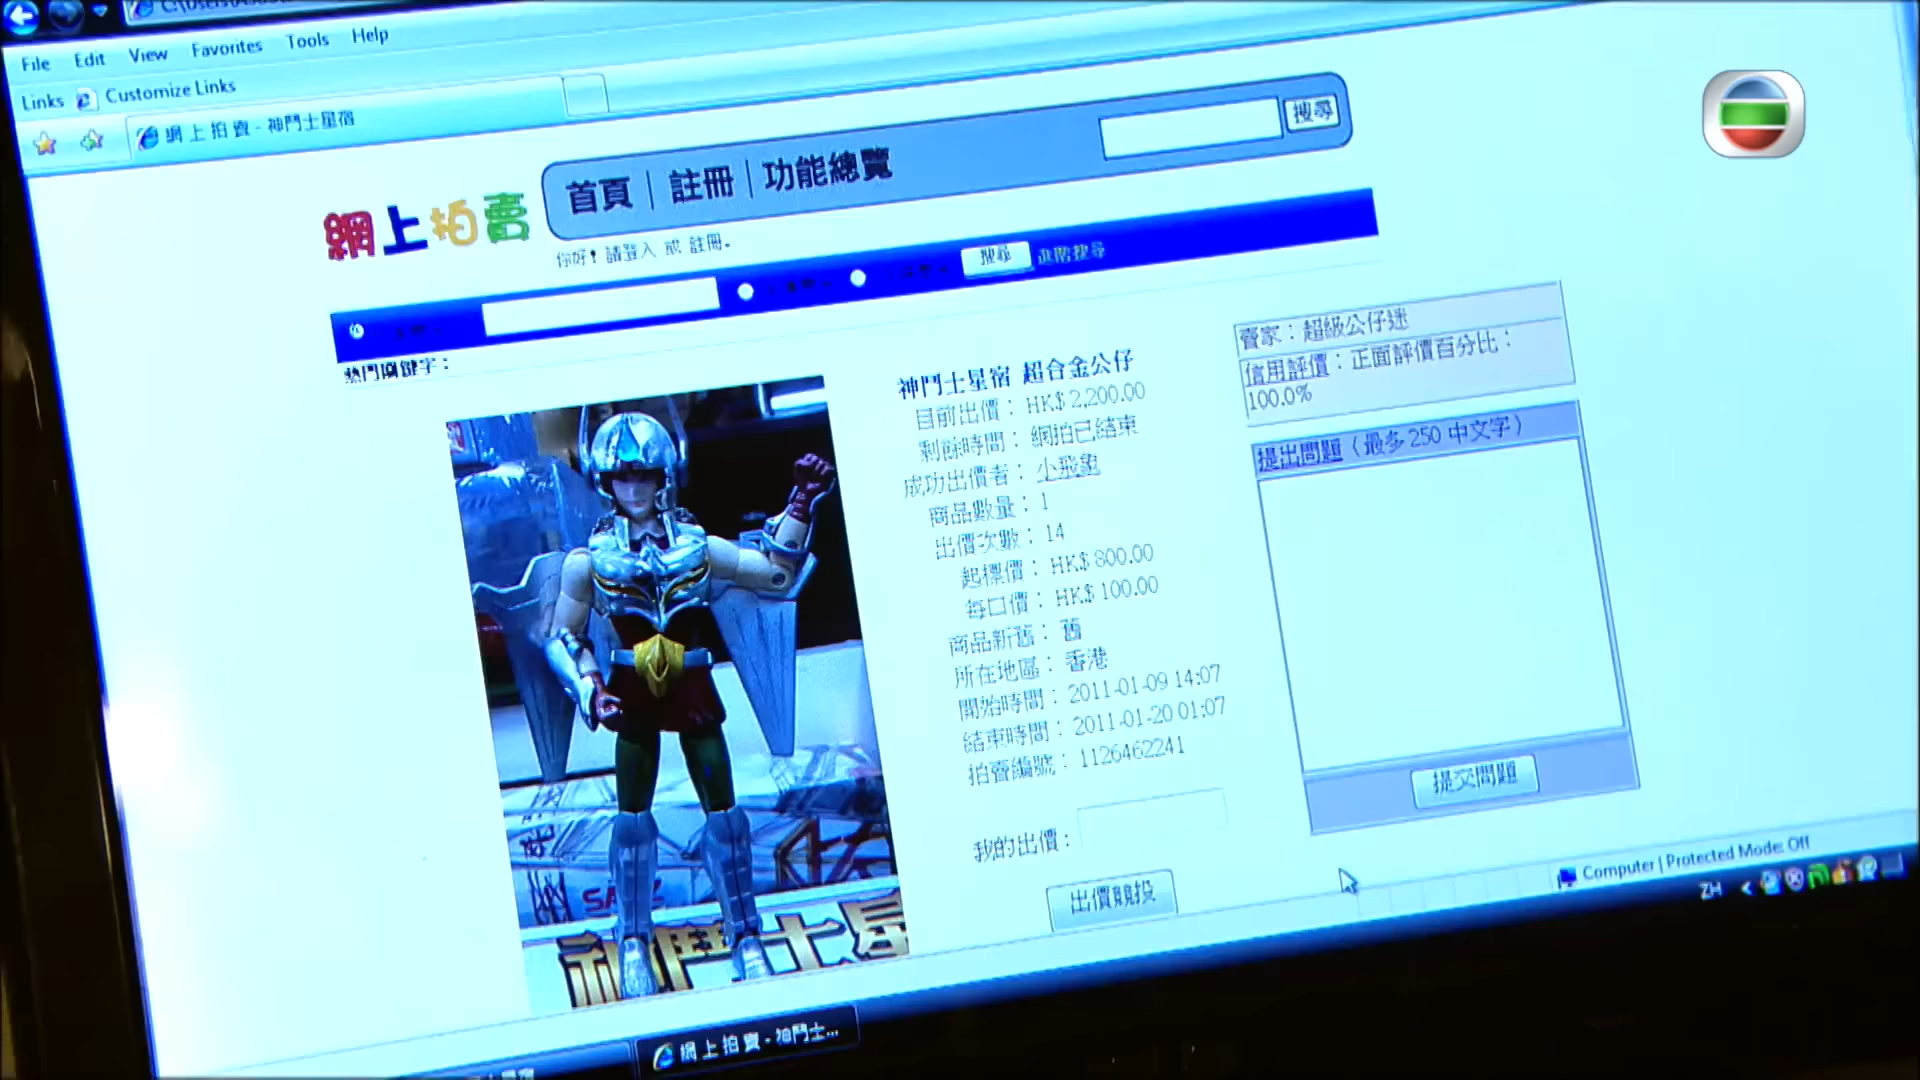 File Edit View Favorites Tools Help
Links Customize Links
網上拍賣 - 神鬥士星宿
網上拍賣
首頁 | 註冊 | 功能總覽
搜尋
你好! 請登入 或 註冊。
搜尋 進階搜尋
熱門關鍵字:
神鬥士星宿 超合金公仔
目前出價: HK$ 2,200.00
剩餘時間: 網拍已結束
成功出價者: 小飛象
商品數量: 1
出價次數: 14
起標價: HK$ 800.00
每口價: HK$ 100.00
商品新舊: 舊
所在地區: 香港
開始時間: 2011-01-09 14:07
結束時間: 2011-01-20 01:07
拍賣編號: 1126462241
我的出價:
出價競投
賣家: 超級公仔迷
信用評價: 正面評價百分比:
100.0%
提出問題 (最多 250 中文字)
提交問題
神鬥士星
Computer | Protected Mode: Off
ZH
網上拍賣 - 神鬥士...